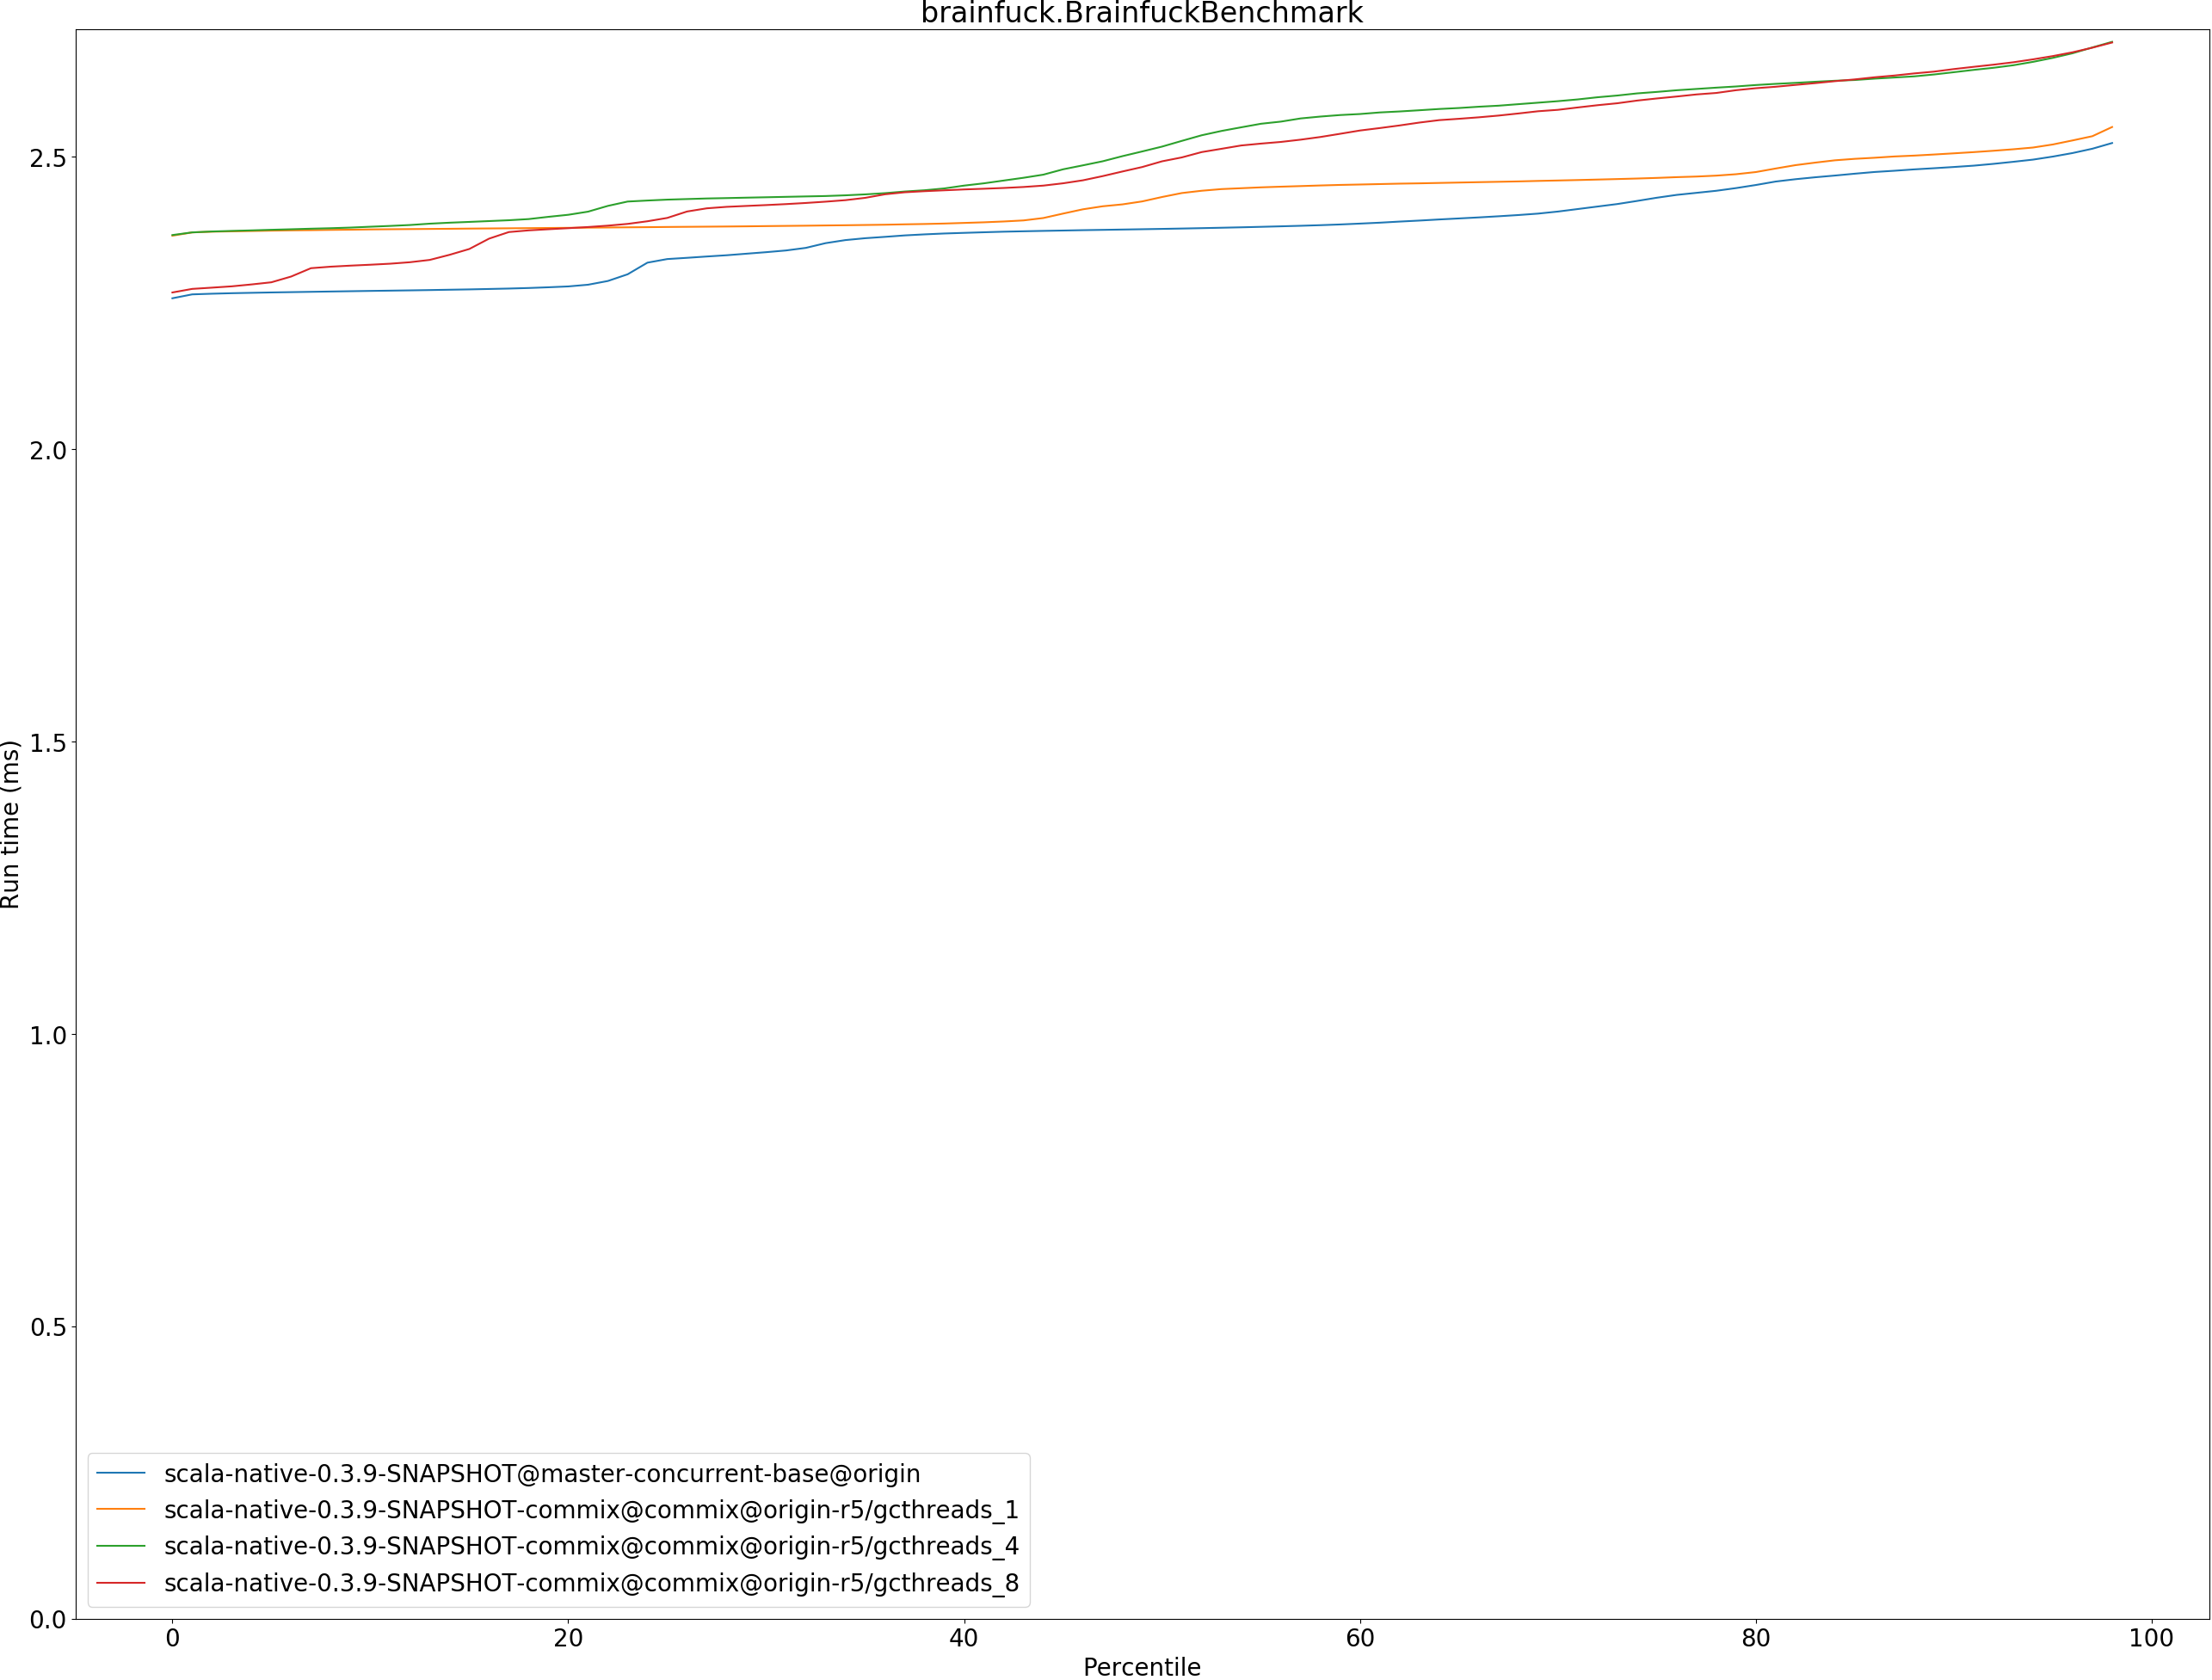 brainfuck.BrainfuckBenchmark
Run time (ms)
2.5
2.0
1.5
1.0
0.5
0.0
scala-native-0.3.9-SNAPSHOT@master-concurrent-base@origin
scala-native-0.3.9-SNAPSHOT-commix@commix@origin-r5/gcthreads_1
scala-native-0.3.9-SNAPSHOT-commix@commix@origin-r5/gcthreads_4
scala-native-0.3.9-SNAPSHOT-commix@commix@origin-r5/gcthreads_8
0 20 40 60 80 100
Percentile